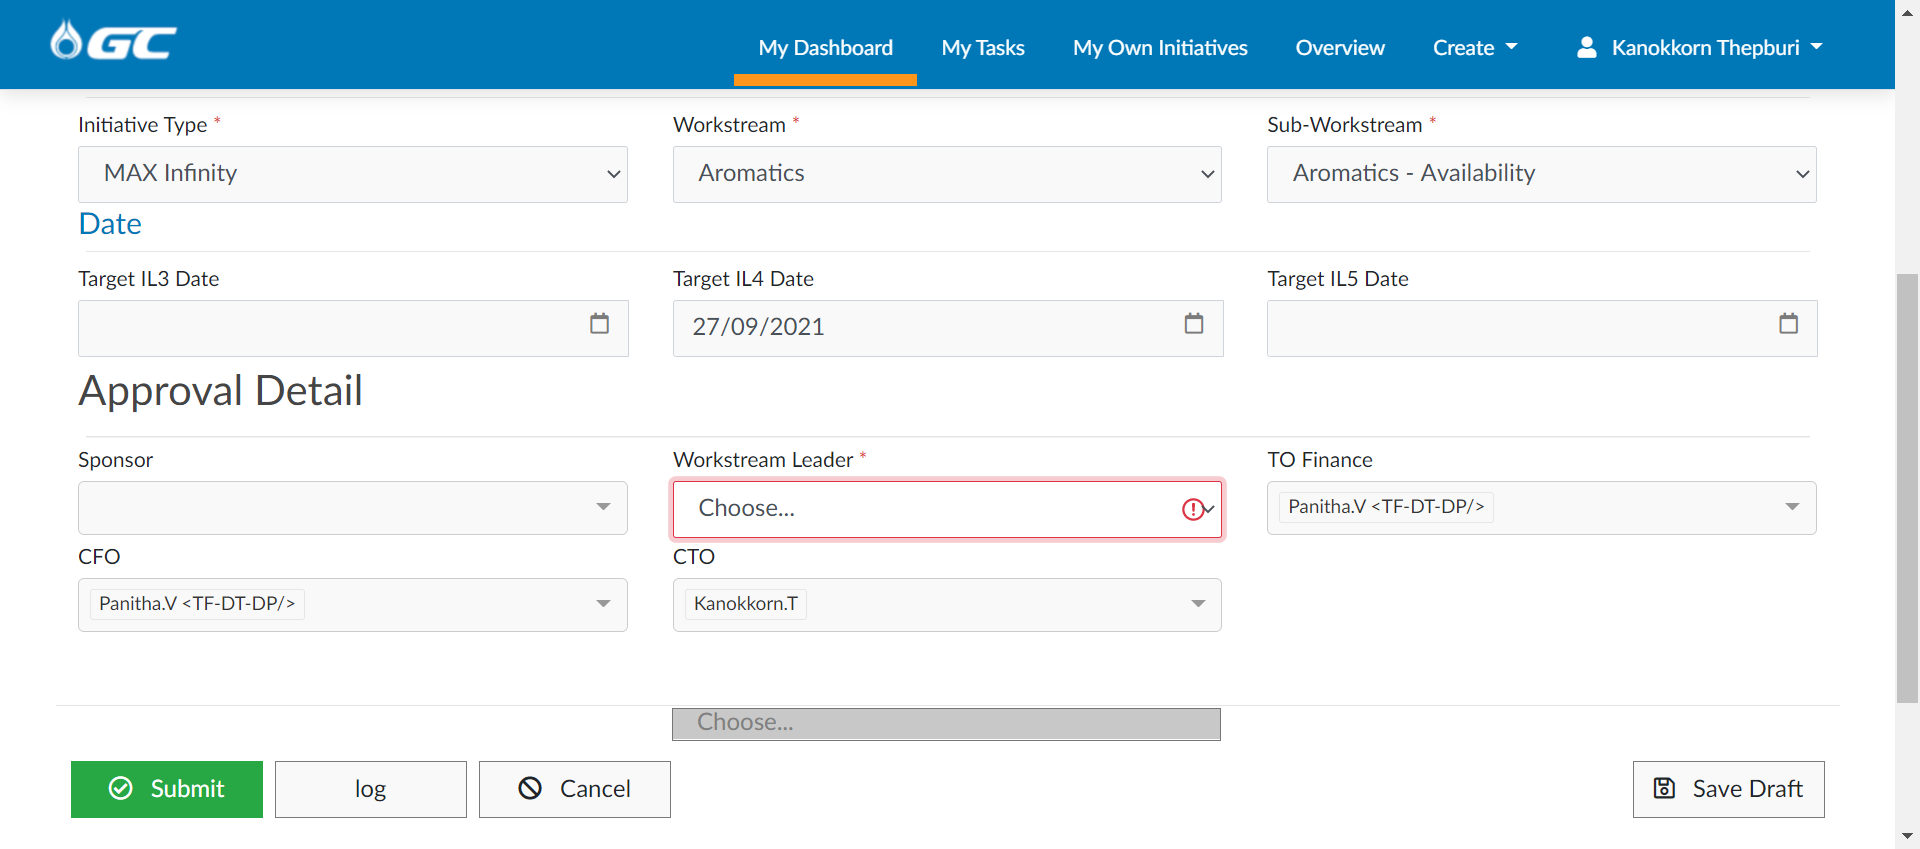 GC
My Dashboard My Tasks My Own Initiatives Overview Create Kanokkorn Thepburi
Initiative Type * Workstream * Sub-Workstream *
MAX Infinity Aromatics Aromatics - Availability
Date
Target IL3 Date Target IL4 Date Target IL5 Date
27/09/2021
Approval Detail
Sponsor Workstream Leader * TO Finance
Choose... Panitha.V <TF-DT-DP/>
CFO CTO
Panitha.V <TF-DT-DP/> Kanokkorn.T
Choose...
Submit log Cancel Save Draft